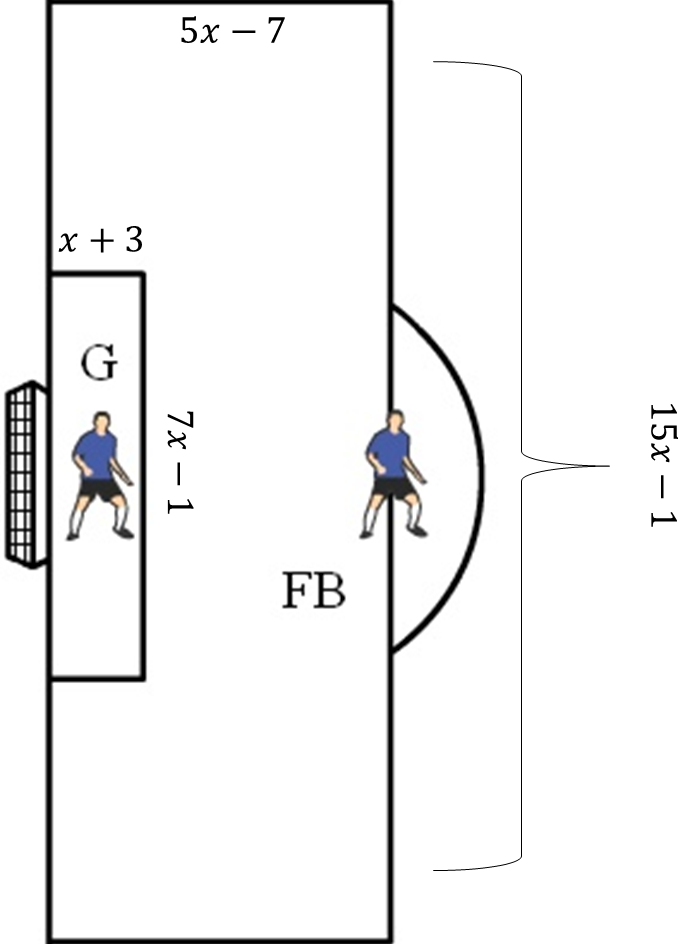 5x − 7
x + 3
G
7x − 1
15x − 1
FB